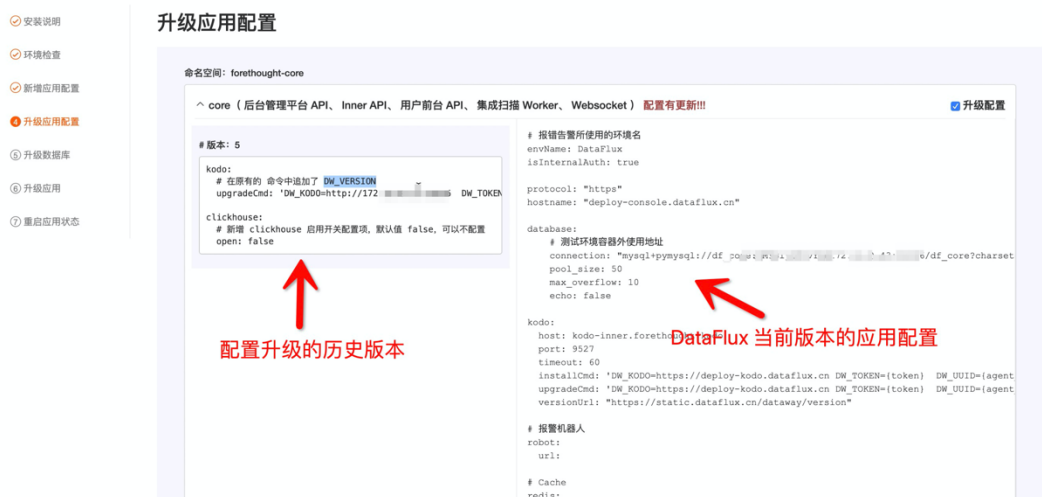 安装说明
环境检查
新增应用配置
4 升级应用配置
5 升级数据库
6 升级应用
7 重启应用状态
升级应用配置
命名空间：forethought-core
core（ 后台管理平台 API、 Inner API、 用户前台 API、 集成扫描 Worker、 Websocket ） 配置有更新!!!
升级配置
# 版本：5
kodo:
# 在原有的 命令中追加了 DW_VERSION
upgradeCmd: 'DW_KODO=http://172 DW_TOKEN
clickhouse:
# 新增 clickhouse 启用开关配置项，默认值 false，可以不配置
open: false
配置升级的历史版本
# 报错告警所使用的环境名
envName: DataFlux
isInternalAuth: true
protocol: "https"
hostname: "deploy-console.dataflux.cn"
database:
# 测试环境容器外使用地址
connection: "mysql+pymysql://df_ /df_core?charset
pool_size: 50
max_overflow: 10
echo: false
DataFlux 当前版本的应用配置
kodo:
host: kodo-inner.forethought
port: 9527
timeout: 60
installCmd: 'DW_KODO=https://deploy-kodo.dataflux.cn DW_TOKEN={token} DW_UUID={agent
upgradeCmd: 'DW_KODO=https://deploy-kodo.dataflux.cn DW_TOKEN={token} DW_UUID={agent
versionUrl: "https://static.dataflux.cn/dataway/version"
# 报警机器人
robot:
url:
# Cache
redis: